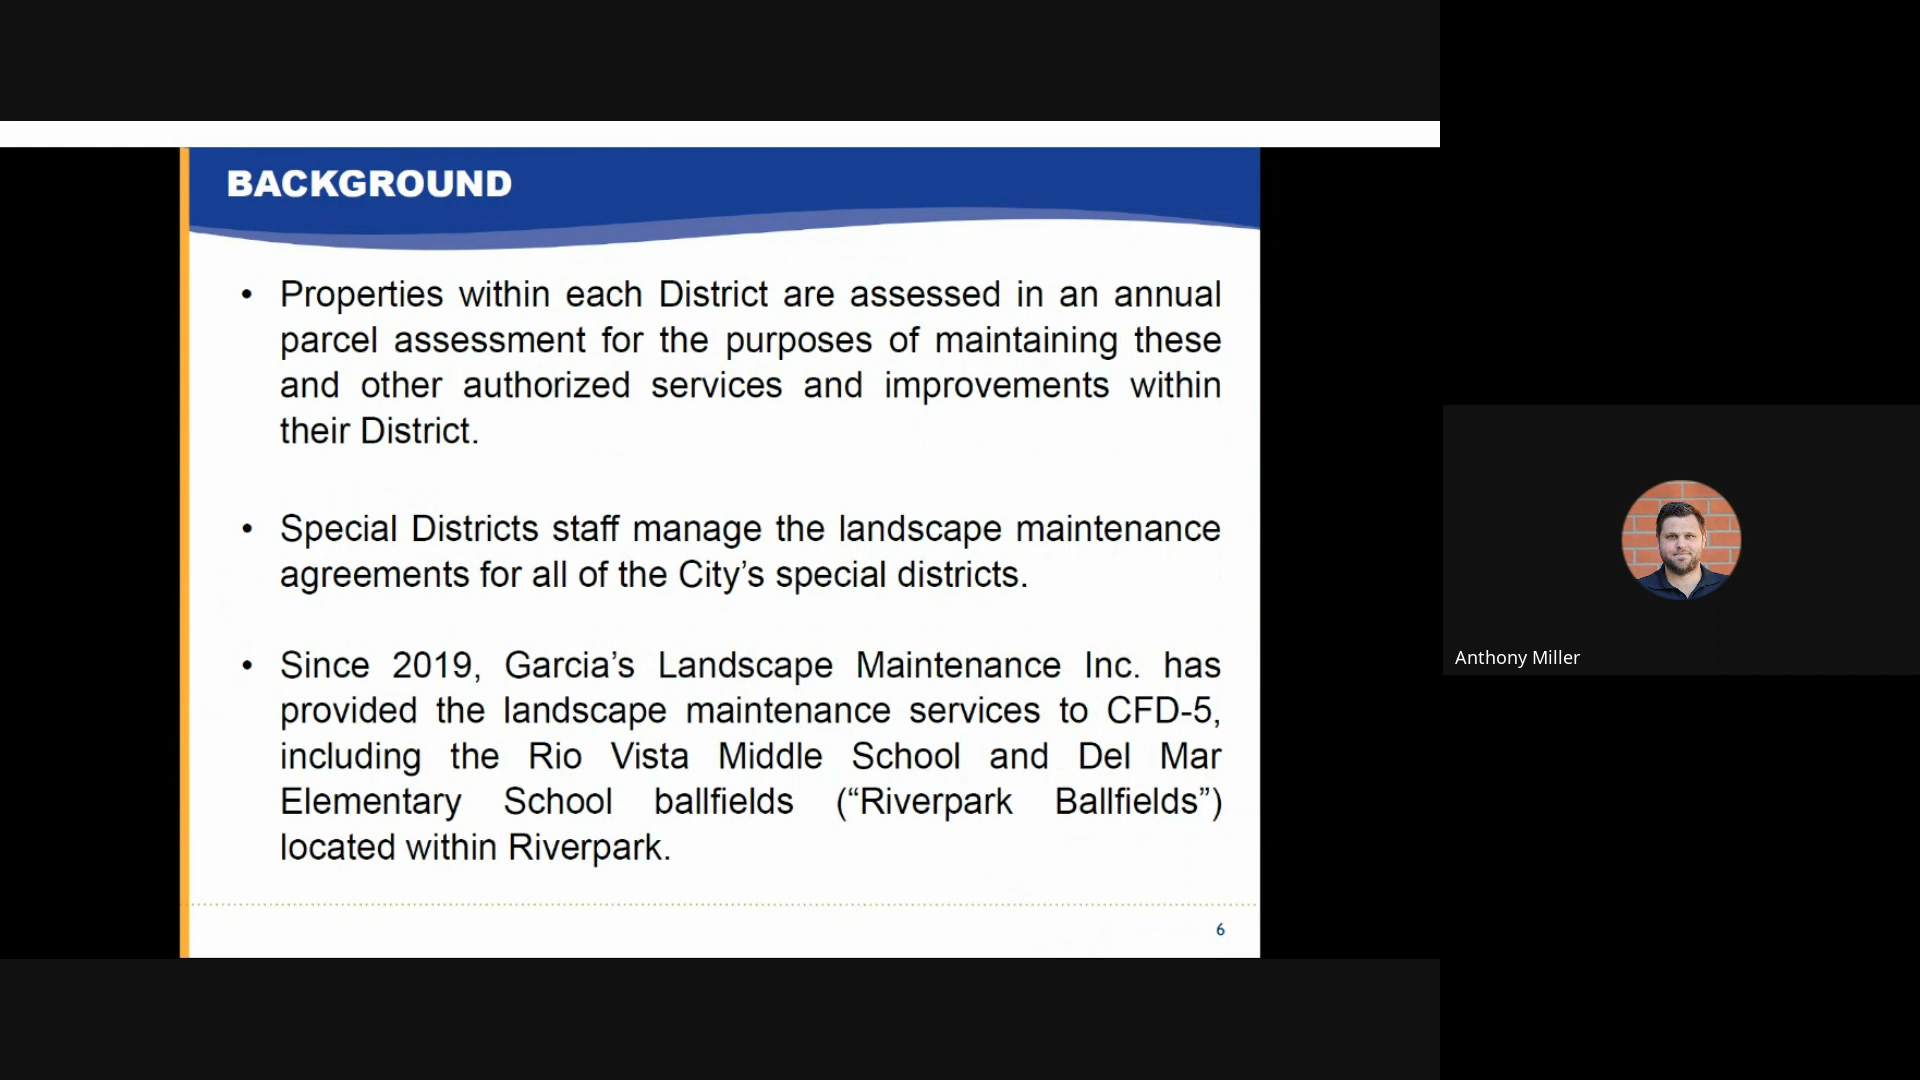 BACKGROUND
• Properties within each District are assessed in an annual
parcel assessment for the purposes of maintaining these
and other authorized services and improvements within
their District.
• Special Districts staff manage the landscape maintenance
agreements for all of the City’s special districts.
• Since 2019, Garcia’s Landscape Maintenance Inc. has
provided the landscape maintenance services to CFD-5,
including the Rio Vista Middle School and Del Mar
Elementary School ballfields (“Riverpark Ballfields”)
located within Riverpark.
6
Anthony Miller